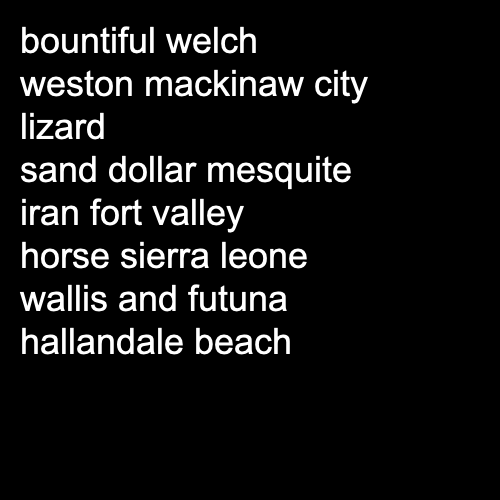 bountiful welch
weston mackinaw city
lizard
sand dollar mesquite
iran fort valley
horse sierra leone
wallis and futuna
hallandale beach